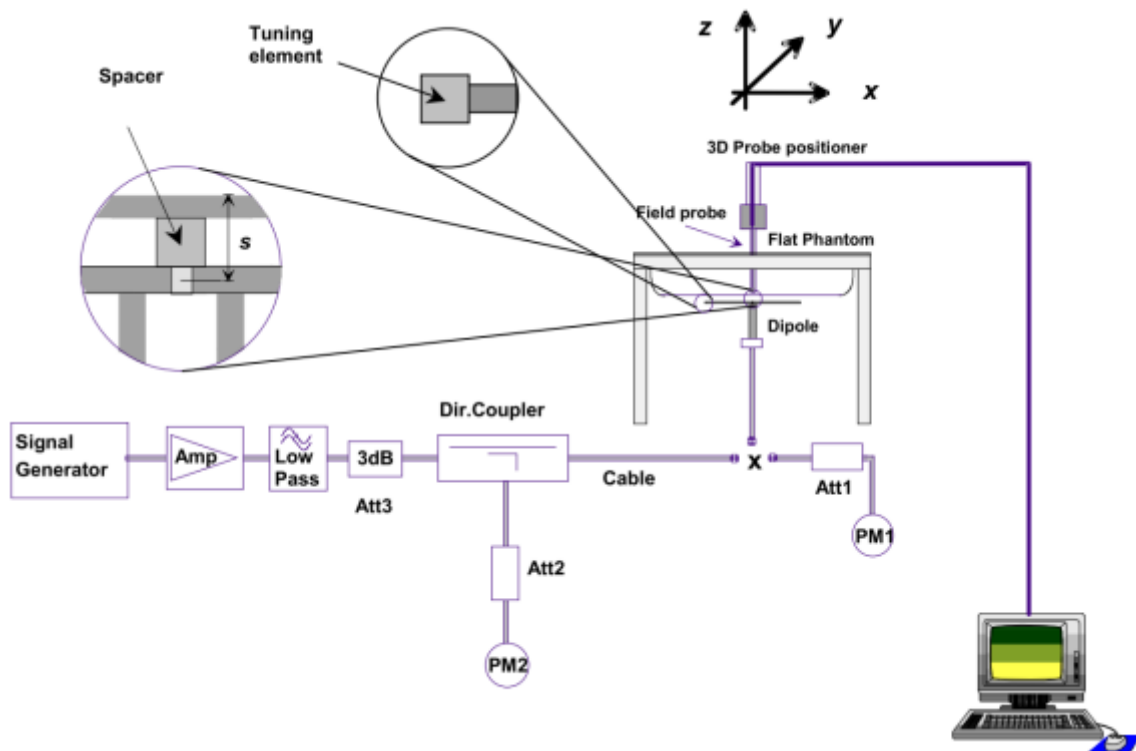 Tuning
element
Spacer
z
y
x
3D Probe positioner
Field probe
s
Flat Phantom
Dipole
Dir.Coupler
Signal
Generator
Amp
Low
Pass
3dB
Att3
Cable
x
Att1
PM1
Att2
PM2